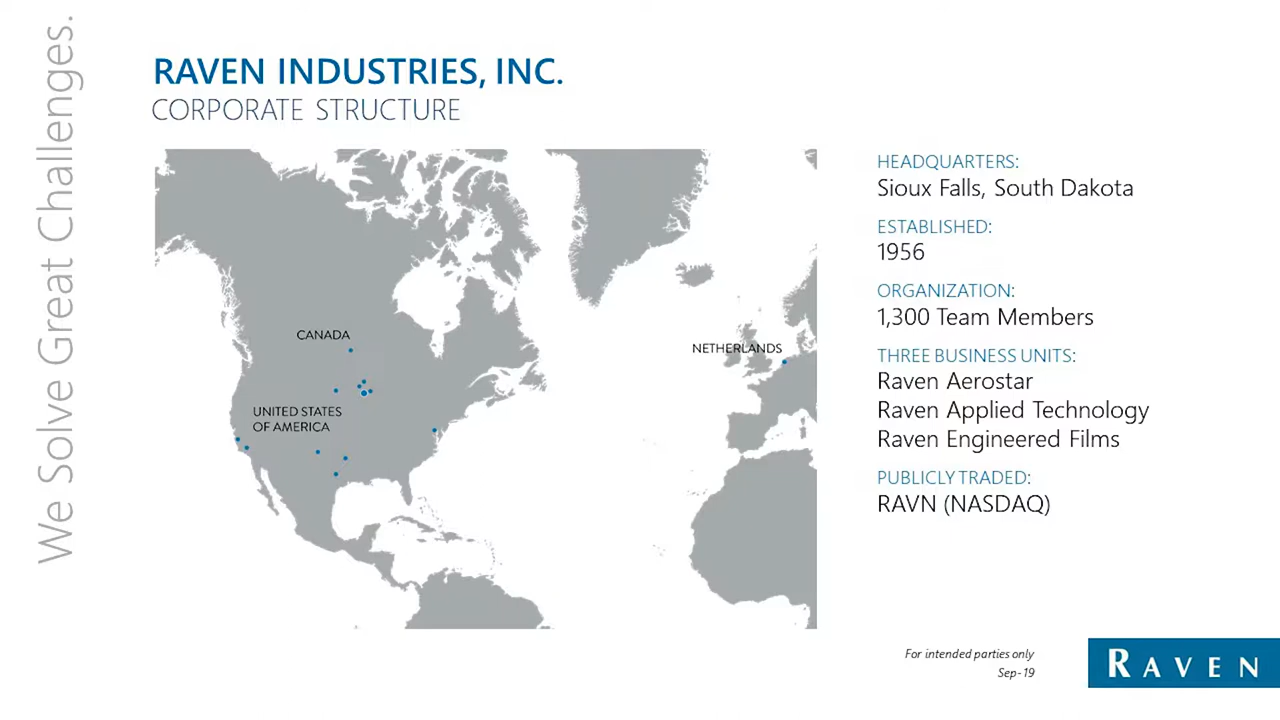 We Solve Great Challenges.
RAVEN INDUSTRIES, INC.
CORPORATE STRUCTURE
CANADA
UNITED STATES
OF AMERICA
NETHERLANDS
HEADQUARTERS:
Sioux Falls, South Dakota
ESTABLISHED:
1956
ORGANIZATION:
1,300 Team Members
THREE BUSINESS UNITS:
Raven Aerostar
Raven Applied Technology
Raven Engineered Films
PUBLICLY TRADED:
RAVN (NASDAQ)
For intended parties only
Sep-19
RAVEN